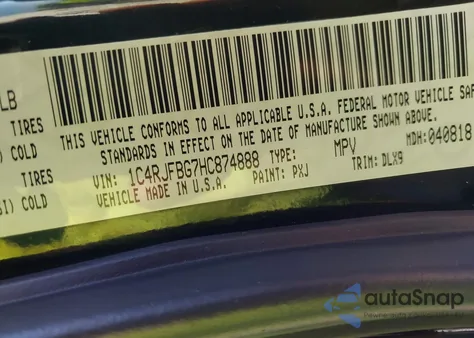 LB
TIRES
) COLD
TIRES
SI) COLD
THIS VEHICLE CONFORMS TO ALL APPLICABLE U.S.A. FEDERAL MOTOR VEHICLE SAF
STANDARDS IN EFFECT ON THE DATE OF MANUFACTURE SHOWN ABOVE.
VIN: 1C4RJFBG7HC874888 TYPE: MPV MDH: 040818
VEHICLE MADE IN U.S.A. PAINT: PXJ TRIM: DLX9
autoSnap